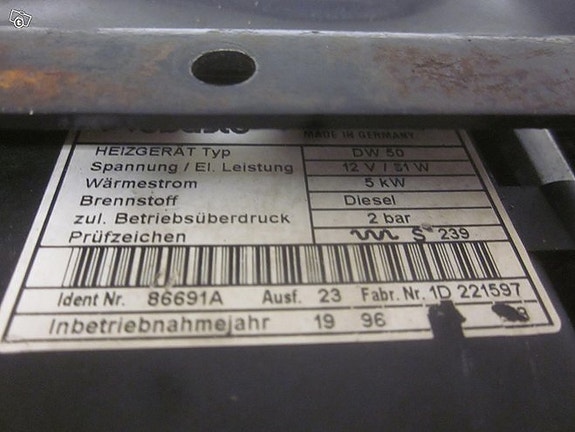 MADE IN GERMANY
HEIZGERÄT Typ DW 50
Spannung / El. Leistung 12 V / 51 W
Wärmestrom 5 kW
Brennstoff Diesel
zul. Betriebsüberdruck 2 bar
Prüfzeichen S 239
Ident Nr. 86691A Ausf. 23 Fabr. Nr. 1D 221597
Inbetriebnahmejahr 19 96